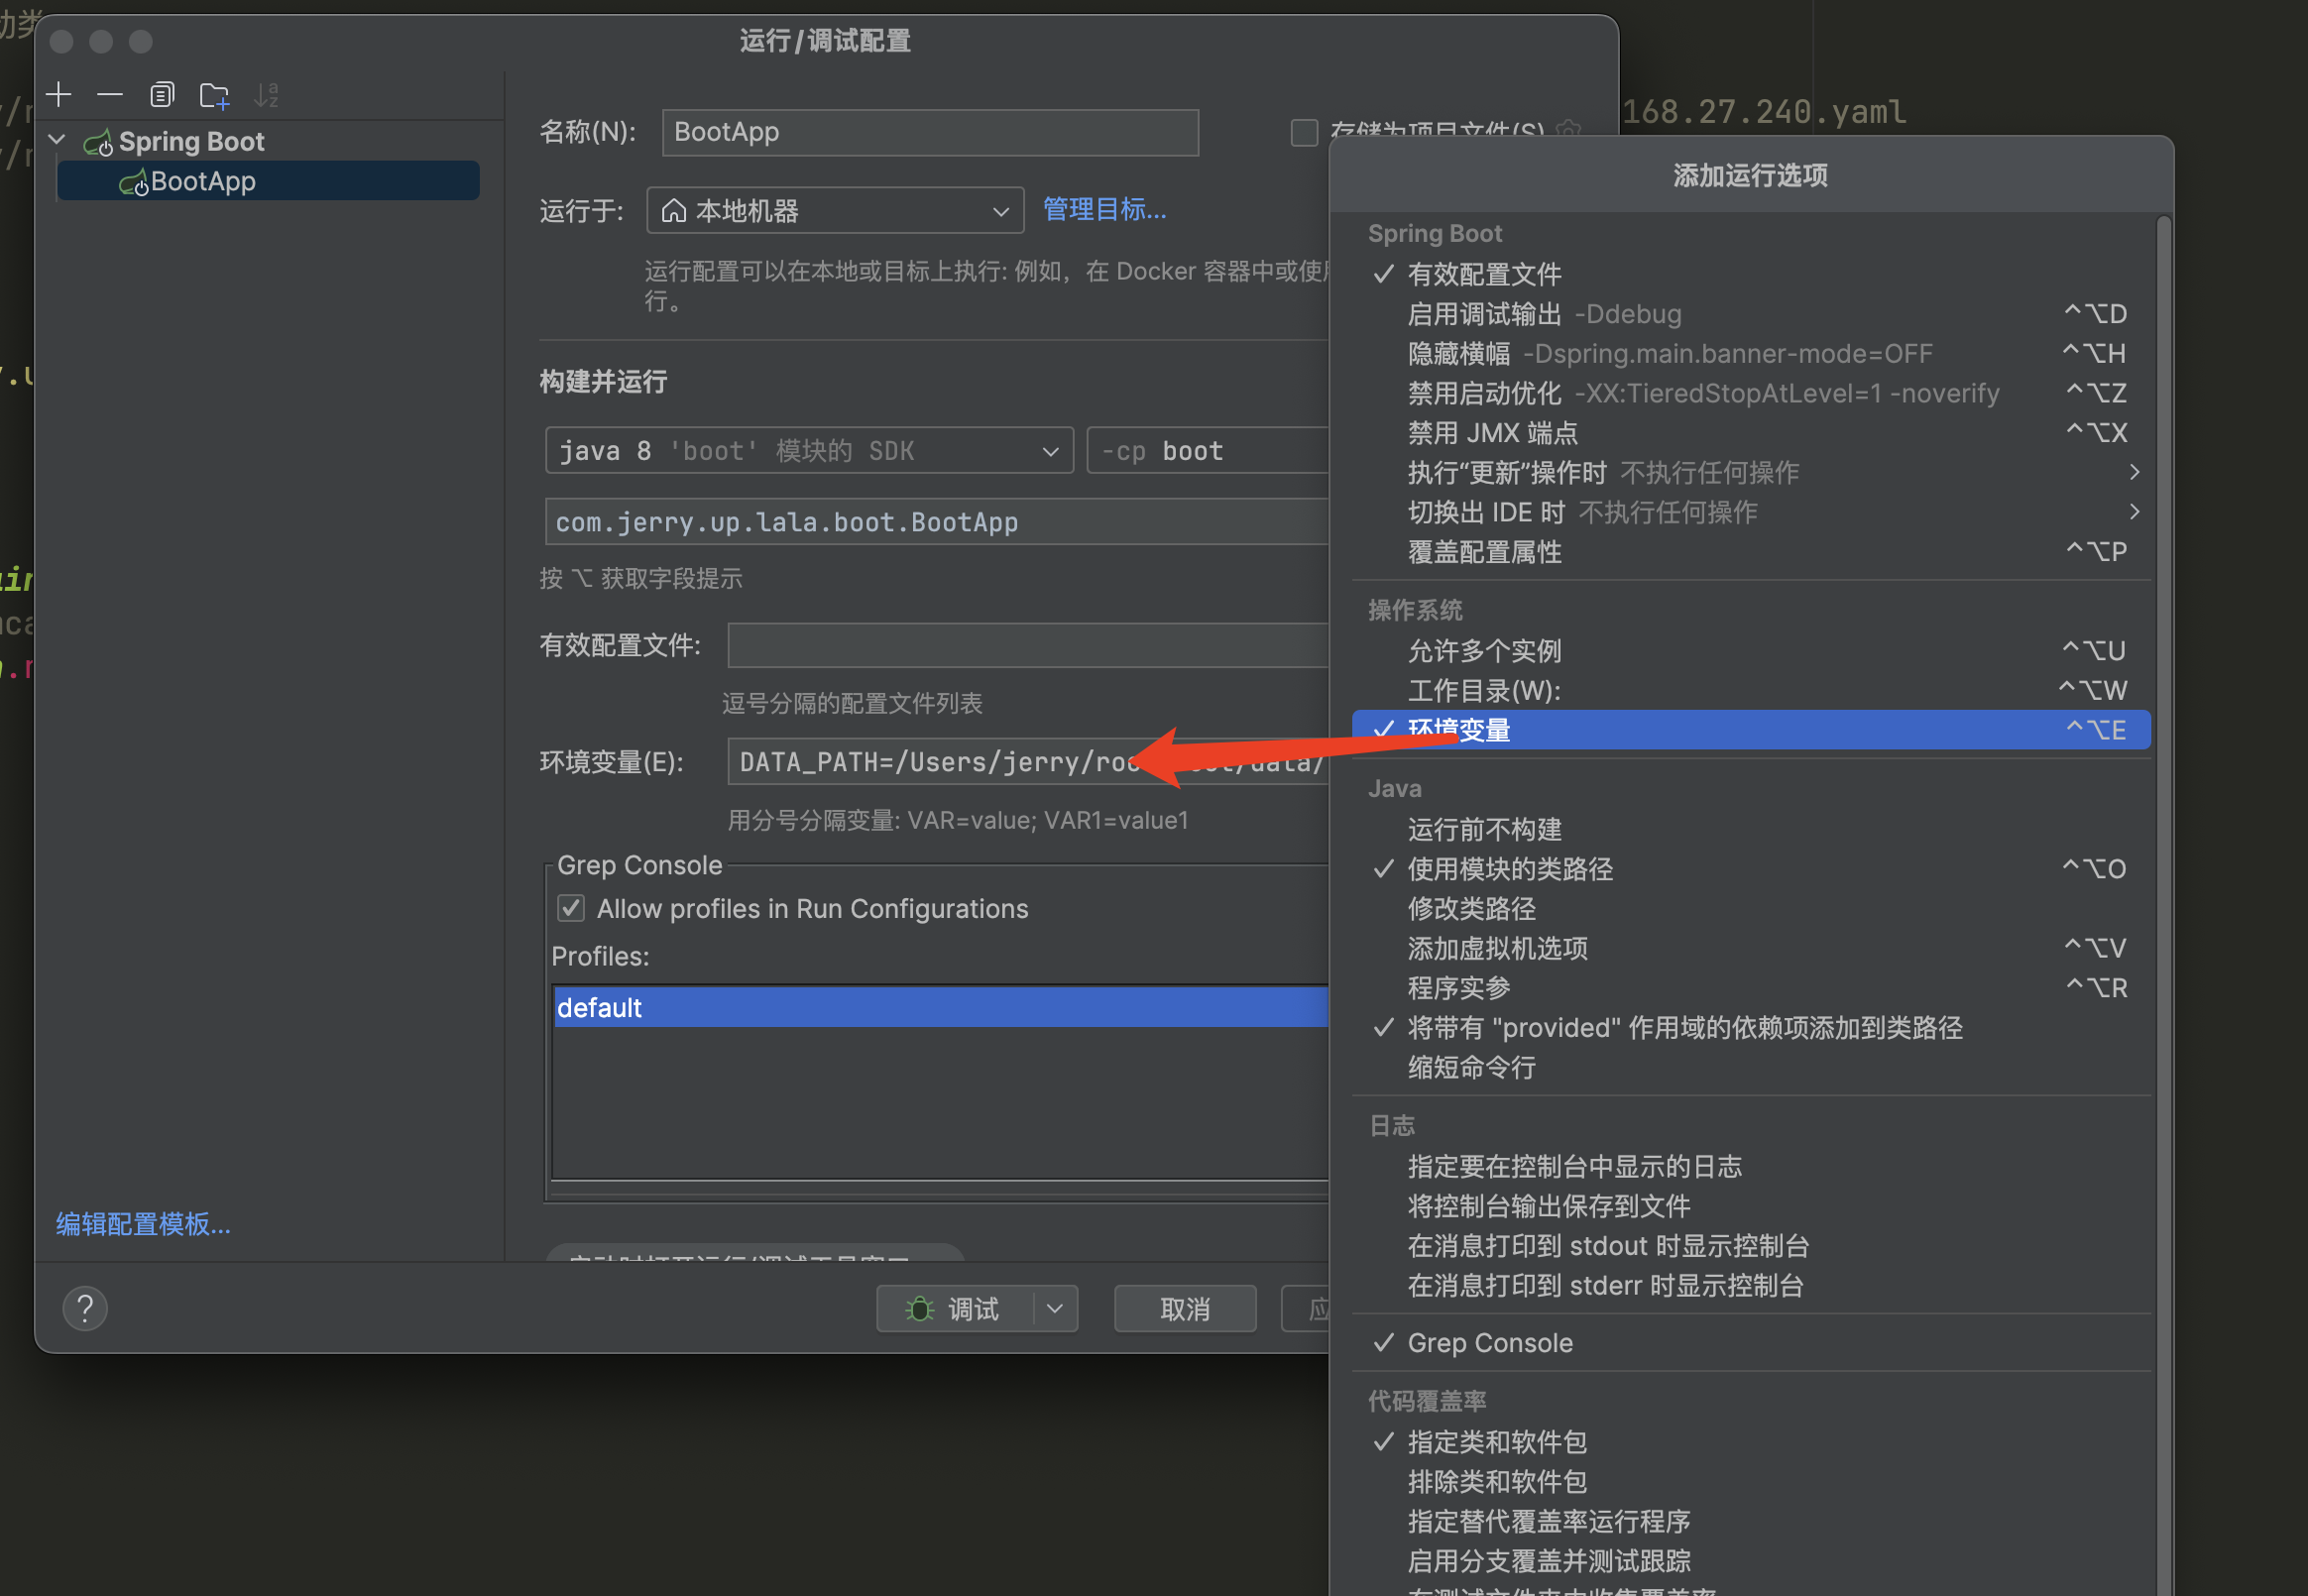 运行/调试配置
Spring Boot
BootApp
编辑配置模板...
名称(N):
BootApp
存储为项目文件(S)
运行于:
本地机器
管理目标...
运行配置可以在本地或目标上执行: 例如，在 Docker 容器中或使用
行。
构建并运行
java 8 'boot' 模块的 SDK
-cp boot
com.jerry.up.lala.boot.BootApp
按 ⌥ 获取字段提示
有效配置文件:
逗号分隔的配置文件列表
环境变量(E):
DATA_PATH=/Users/jerry/
/data/
用分号分隔变量: VAR=value; VAR1=value1
Grep Console
Allow profiles in Run Configurations
Profiles:
default
?
调试
取消
168.27.240.yaml
添加运行选项
Spring Boot
✓ 有效配置文件
启用调试输出 -Ddebug ^⌥D
隐藏横幅 -Dspring.main.banner-mode=OFF ^⌥H
禁用启动优化 -XX:TieredStopAtLevel=1 -noverify ^⌥Z
禁用 JMX 端点 ^⌥X
执行“更新”操作时 不执行任何操作
切换出 IDE 时 不执行任何操作
覆盖配置属性 ^⌥P
操作系统
允许多个实例 ^⌥U
工作目录(W): ^⌥W
✓ 环境变量 ^⌥E
Java
运行前不构建
✓ 使用模块的类路径 ^⌥O
修改类路径
添加虚拟机选项 ^⌥V
程序实参 ^⌥R
✓ 将带有 "provided" 作用域的依赖项添加到类路径
缩短命令行
日志
指定要在控制台中显示的日志
将控制台输出保存到文件
在消息打印到 stdout 时显示控制台
在消息打印到 stderr 时显示控制台
✓ Grep Console
代码覆盖率
✓ 指定类和软件包
排除类和软件包
指定替代覆盖率运行程序
启用分支覆盖并测试跟踪